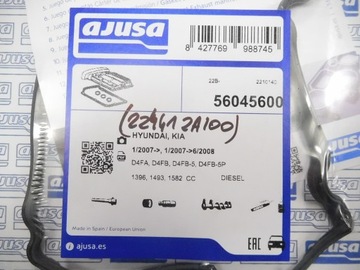 ajusa
8 427769 988745
22B-
2210140
56045600
(22441 2A100)
HYUNDAI, KIA
1/2007->, 1/2007->6/2008
D4FA, D4FB, D4FB-5, D4FB-5P
1396, 1493, 1582 CC DIESEL
Made in Spain / European Union
ajusa.es
EAC